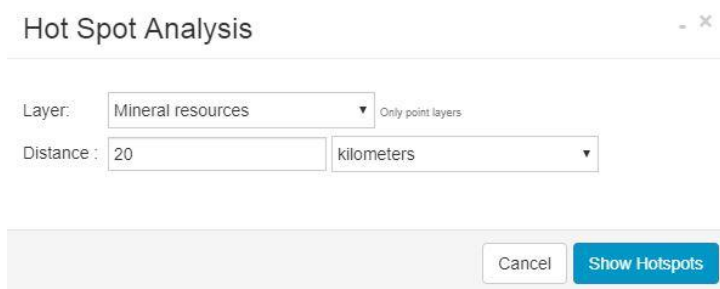 Hot Spot Analysis
Layer: Mineral resources Only point layers
Distance : 20 kilometers
Cancel Show Hotspots